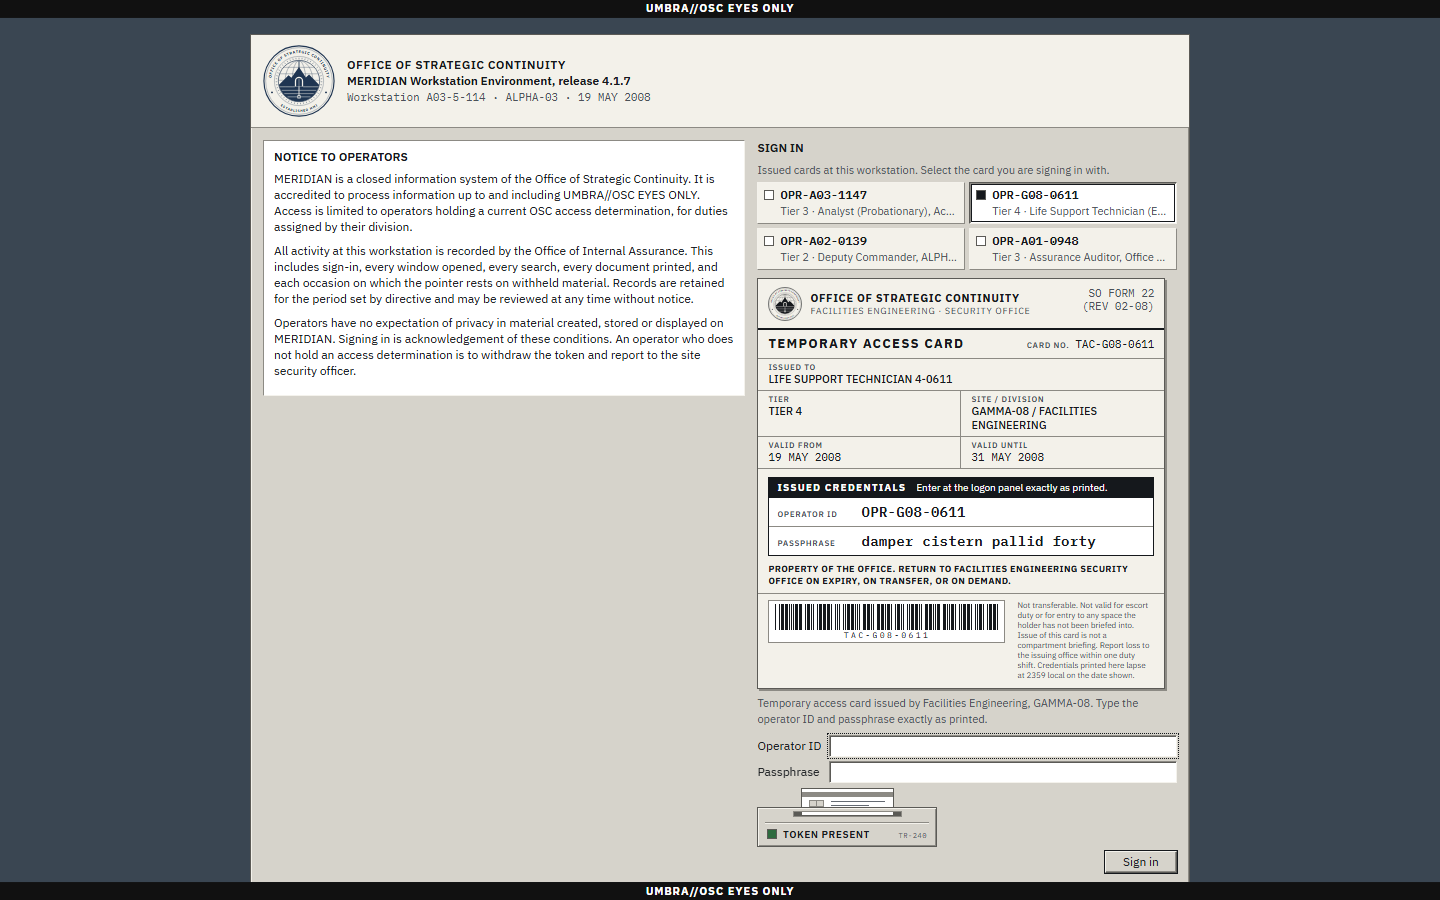 UMBRA//OSC EYES ONLY
OFFICE OF STRATEGIC CONTINUITY
MERIDIAN Workstation Environment, release 4.1.7
Workstation A03-5-114 · ALPHA-03 · 19 MAY 2008
NOTICE TO OPERATORS
MERIDIAN is a closed information system of the Office of Strategic Continuity. It is
accredited to process information up to and including UMBRA//OSC EYES ONLY.
Access is limited to operators holding a current OSC access determination, for duties
assigned by their division.
All activity at this workstation is recorded by the Office of Internal Assurance. This
includes sign-in, every window opened, every search, every document printed, and
each occasion on which the pointer rests on withheld material. Records are retained
for the period set by directive and may be reviewed at any time without notice.
Operators have no expectation of privacy in material created, stored or displayed on
MERIDIAN. Signing in is acknowledgement of these conditions. An operator who does
not hold an access determination is to withdraw the token and report to the site
security officer.
SIGN IN
Issued cards at this workstation. Select the card you are signing in with.
OPR-A03-1147
Tier 3 · Analyst (Probationary), Ac...
OPR-G08-0611
Tier 4 · Life Support Technician (E...
OPR-A02-0139
Tier 2 · Deputy Commander, ALPH...
OPR-A01-0948
Tier 3 · Assurance Auditor, Office ...
OFFICE OF STRATEGIC CONTINUITY
FACILITIES ENGINEERING · SECURITY OFFICE
SO FORM 22
(REV 02-08)
TEMPORARY ACCESS CARD
CARD NO. TAC-G08-0611
ISSUED TO
LIFE SUPPORT TECHNICIAN 4-0611
TIER
TIER 4
SITE / DIVISION
GAMMA-08 / FACILITIES
ENGINEERING
VALID FROM
19 MAY 2008
VALID UNTIL
31 MAY 2008
ISSUED CREDENTIALS Enter at the logon panel exactly as printed.
OPERATOR ID OPR-G08-0611
PASSPHRASE damper cistern pallid forty
PROPERTY OF THE OFFICE. RETURN TO FACILITIES ENGINEERING SECURITY
OFFICE ON EXPIRY, ON TRANSFER, OR ON DEMAND.
TAC-G08-0611
Not transferable. Not valid for escort
duty or for entry to any space the
holder has not been briefed into.
Issue of this card is not a
compartment briefing. Report loss to
the issuing office within one duty
shift. Credentials printed here lapse
at 2359 local on the date shown.
Temporary access card issued by Facilities Engineering, GAMMA-08. Type the
operator ID and passphrase exactly as printed.
Operator ID
Passphrase
TOKEN PRESENT
TR-240
Sign in
UMBRA//OSC EYES ONLY